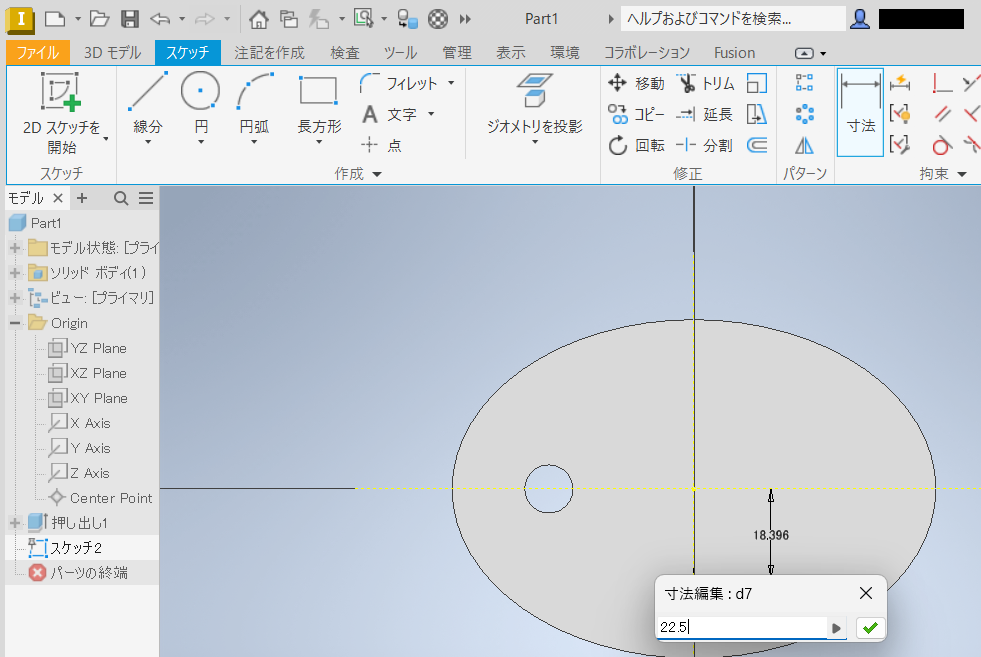 I
Part1
ヘルプおよびコマンドを検索...
ファイル
3D モデル
スケッチ
注記を作成
検査
ツール
管理
表示
環境
コラボレーション
Fusion
2D スケッチを
開始
線分
円
円弧
長方形
フィレット
A 文字
点
ジオメトリを投影
移動
トリム
コピー
延長
回転
分割
寸法
スケッチ
作成
修正
パターン
拘束
モデル
Part1
モデル状態: [プライ
ソリッド ボディ(1)
ビュー: [プライマリ]
Origin
YZ Plane
XZ Plane
XY Plane
X Axis
Y Axis
Z Axis
Center Point
押し出し1
スケッチ2
パーツの終端
18.396
寸法編集 : d7
22.5